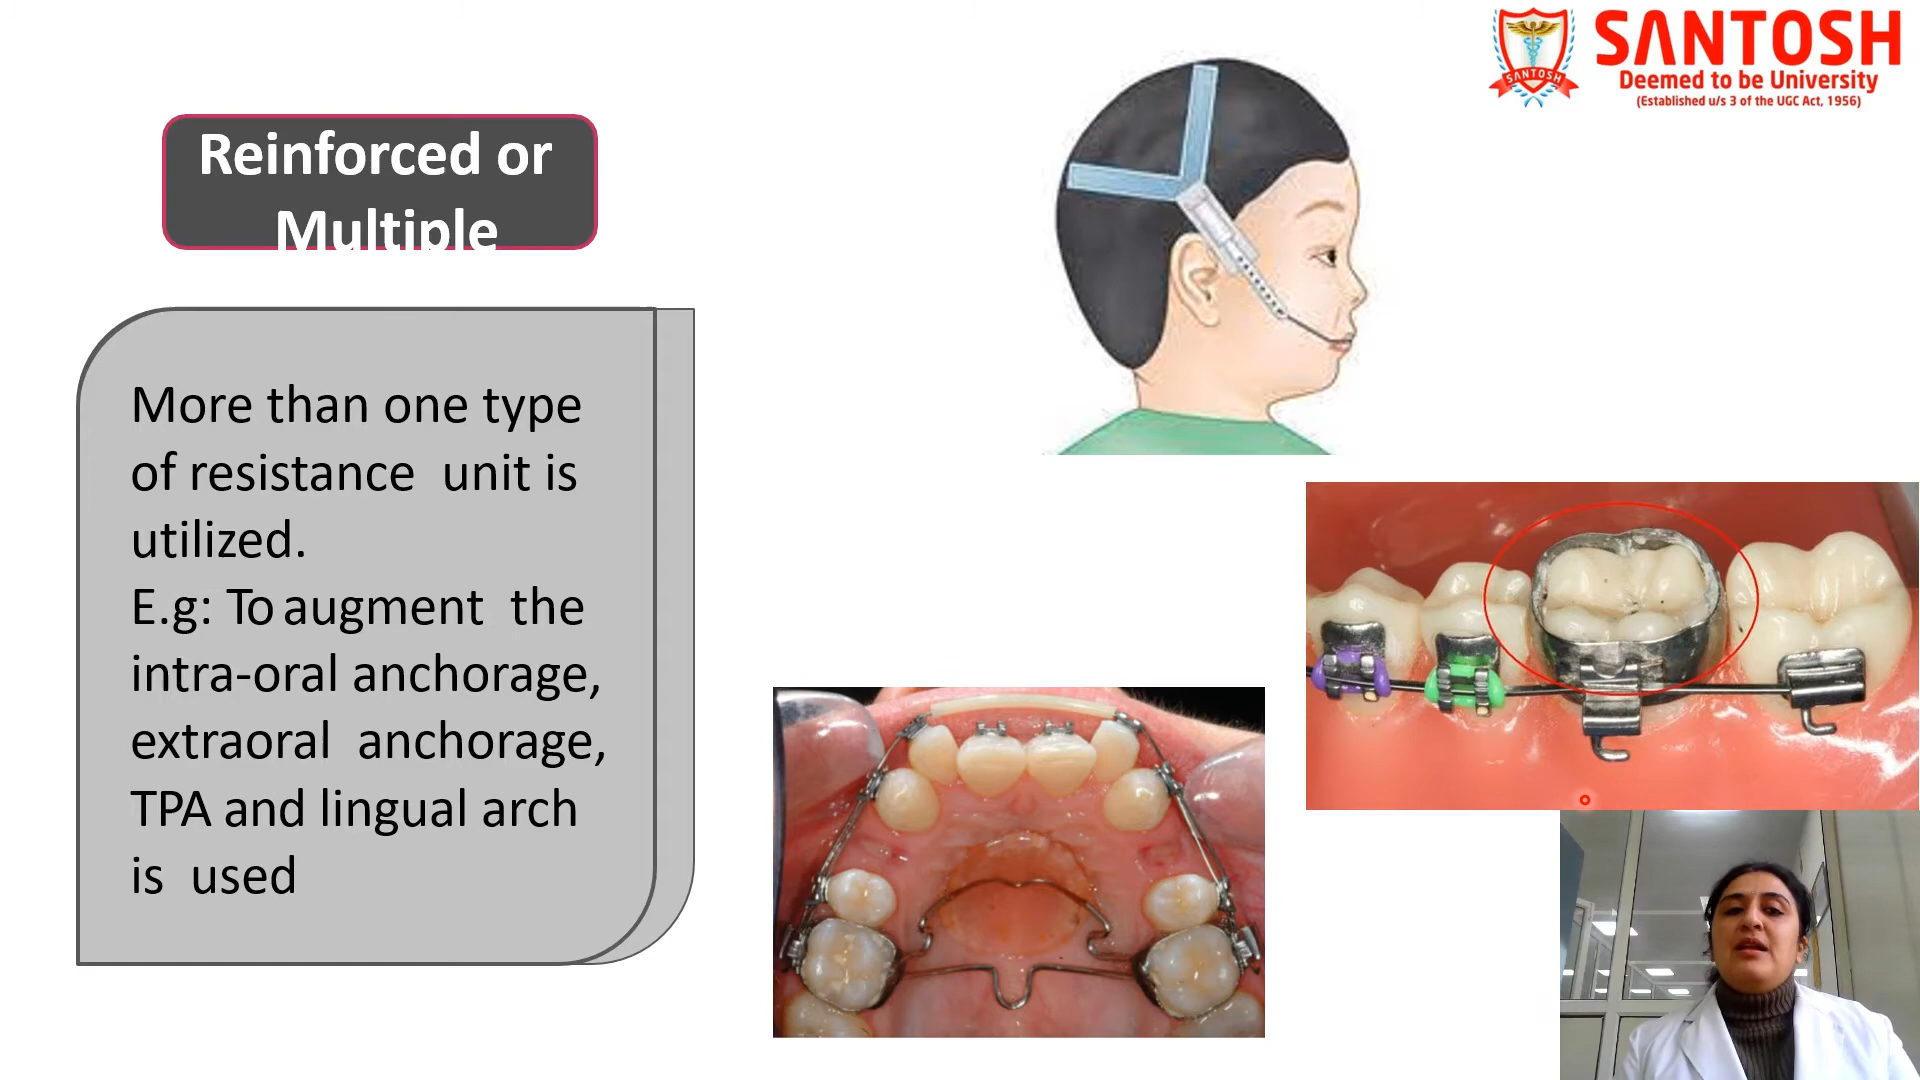 SANTOSH
Deemed to be University
(Established u/s 3 of the UGC Act, 1956)
SANTOSH
Reinforced or
Multiple
More than one type
of resistance unit is
utilized.
E.g: To augment the
intra-oral anchorage,
extraoral anchorage,
TPA and lingual arch
is used